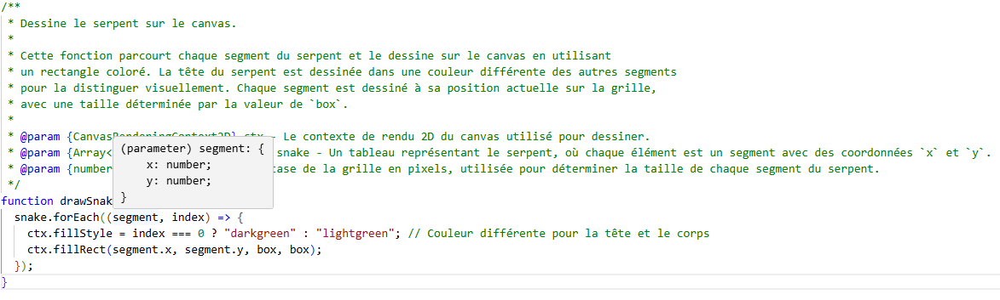 /**
 * Dessine le serpent sur le canvas.
 *
 * Cette fonction parcourt chaque segment du serpent et le dessine sur le canvas en utilisant
 * un rectangle coloré. La tête du serpent est dessinée dans une couleur différente des autres segments
 * pour la distinguer visuellement. Chaque segment est dessiné à sa position actuelle sur la grille,
 * avec une taille déterminée par la valeur de `box`.
 *
 * @param {CanvasRenderingContext2D} ctx - Le contexte de rendu 2D du canvas utilisé pour dessiner.
 * @param {Array< snake - Un tableau représentant le serpent, où chaque élément est un segment avec des coordonnées `x` et `y`.
 * @param {number case de la grille en pixels, utilisée pour déterminer la taille de chaque segment du serpent.
 */
(parameter) segment: {
    x: number;
    y: number;
}
function drawSnak
  snake.forEach((segment, index) => {
    ctx.fillStyle = index === 0 ? "darkgreen" : "lightgreen"; // Couleur différente pour la tête et le corps
    ctx.fillRect(segment.x, segment.y, box, box);
  });
}